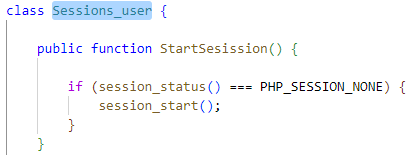 class Sessions_user {
public function StartSesission() {
if (session_status() === PHP_SESSION_NONE) {
session_start();
}
}